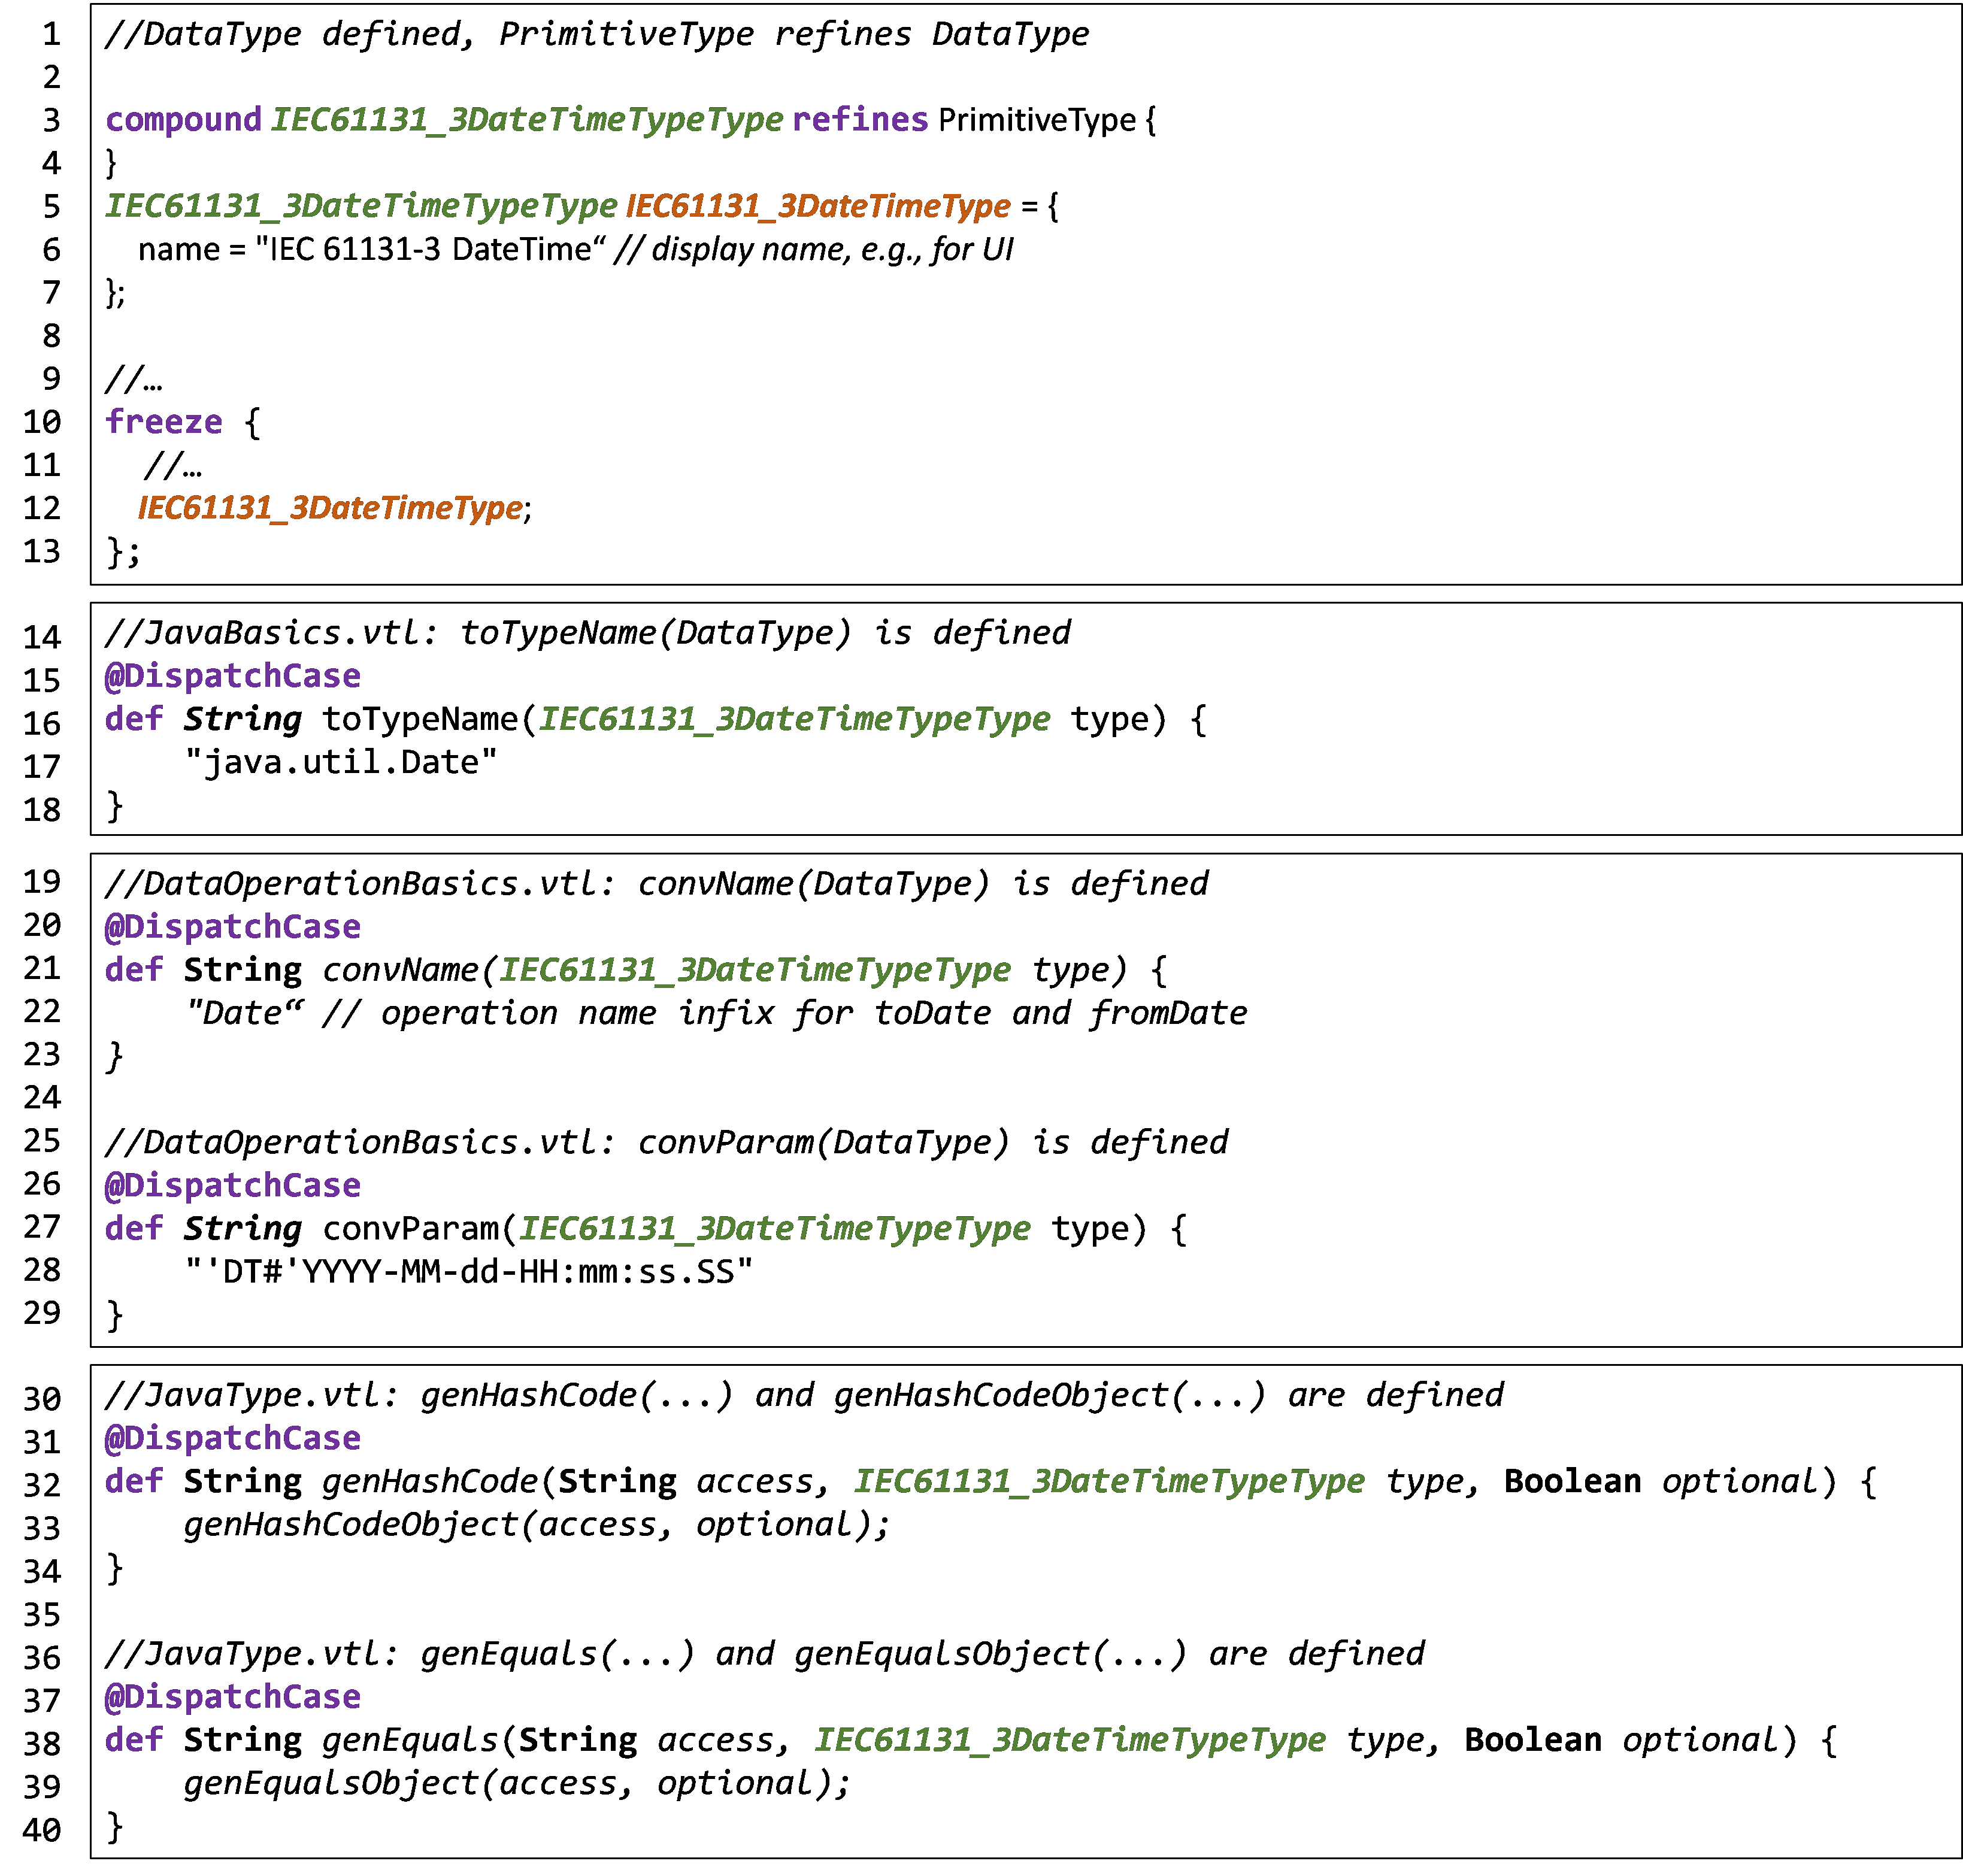 1 //DataType defined, PrimitiveType refines DataType
2
3 compound IEC61131_3DateTimeTypeType refines PrimitiveType {
4 }
5 IEC61131_3DateTimeTypeType IEC61131_3DateTimeType = {
6     name = "IEC 61131-3 DateTime“ // display name, e.g., for UI
7 };
8
9 //…
10 freeze {
11   //…
12   IEC61131_3DateTimeType;
13 };
14 //JavaBasics.vtl: toTypeName(DataType) is defined
15 @DispatchCase
16 def String toTypeName(IEC61131_3DateTimeTypeType type) {
17     "java.util.Date"
18 }
19 //DataOperationBasics.vtl: convName(DataType) is defined
20 @DispatchCase
21 def String convName(IEC61131_3DateTimeTypeType type) {
22     "Date“ // operation name infix for toDate and fromDate
23 }
24
25 //DataOperationBasics.vtl: convParam(DataType) is defined
26 @DispatchCase
27 def String convParam(IEC61131_3DateTimeTypeType type) {
28     "'DT#'YYYY-MM-dd-HH:mm:ss.SS"
29 }
30 //JavaType.vtl: genHashCode(...) and genHashCodeObject(...) are defined
31 @DispatchCase
32 def String genHashCode(String access, IEC61131_3DateTimeTypeType type, Boolean optional) {
33     genHashCodeObject(access, optional);
34 }
35
36 //JavaType.vtl: genEquals(...) and genEqualsObject(...) are defined
37 @DispatchCase
38 def String genEquals(String access, IEC61131_3DateTimeTypeType type, Boolean optional) {
39     genEqualsObject(access, optional);
40 }